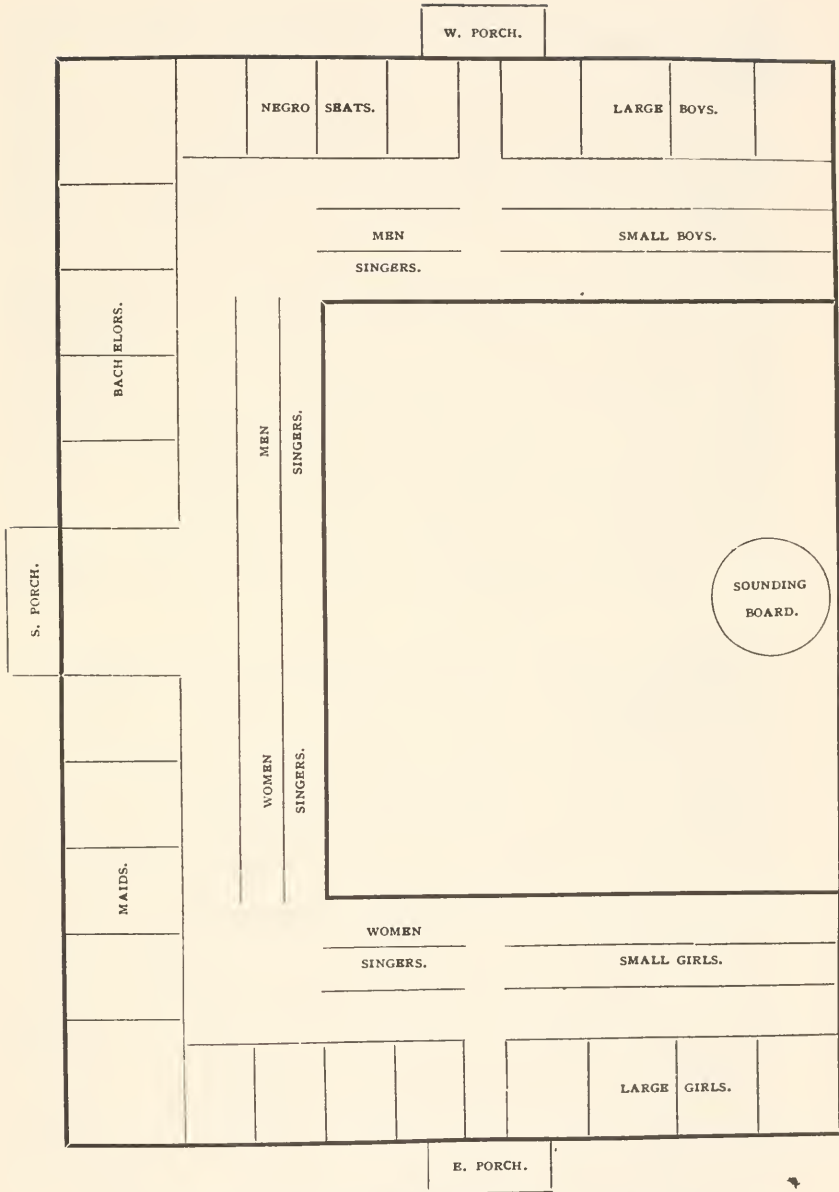 W. PORCH.
NEGRO SEATS.
LARGE BOYS.
MEN
SINGERS.
SMALL BOYS.
BACHELORS.
MEN
SINGERS.
S. PORCH.
SOUNDING
BOARD.
WOMEN
SINGERS.
MAIDS.
WOMEN
SINGERS.
SMALL GIRLS.
LARGE GIRLS.
E. PORCH.